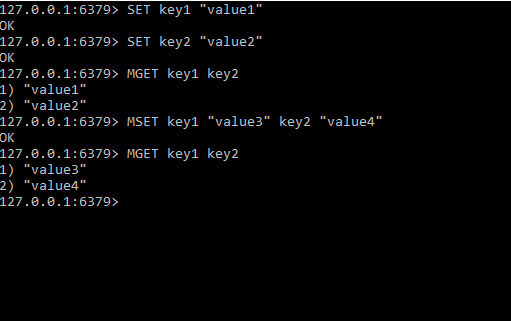 127.0.0.1:6379> SET key1 "value1"
OK
127.0.0.1:6379> SET key2 "value2"
OK
127.0.0.1:6379> MGET key1 key2
1) "value1"
2) "value2"
127.0.0.1:6379> MSET key1 "value3" key2 "value4"
OK
127.0.0.1:6379> MGET key1 key2
1) "value3"
2) "value4"
127.0.0.1:6379>